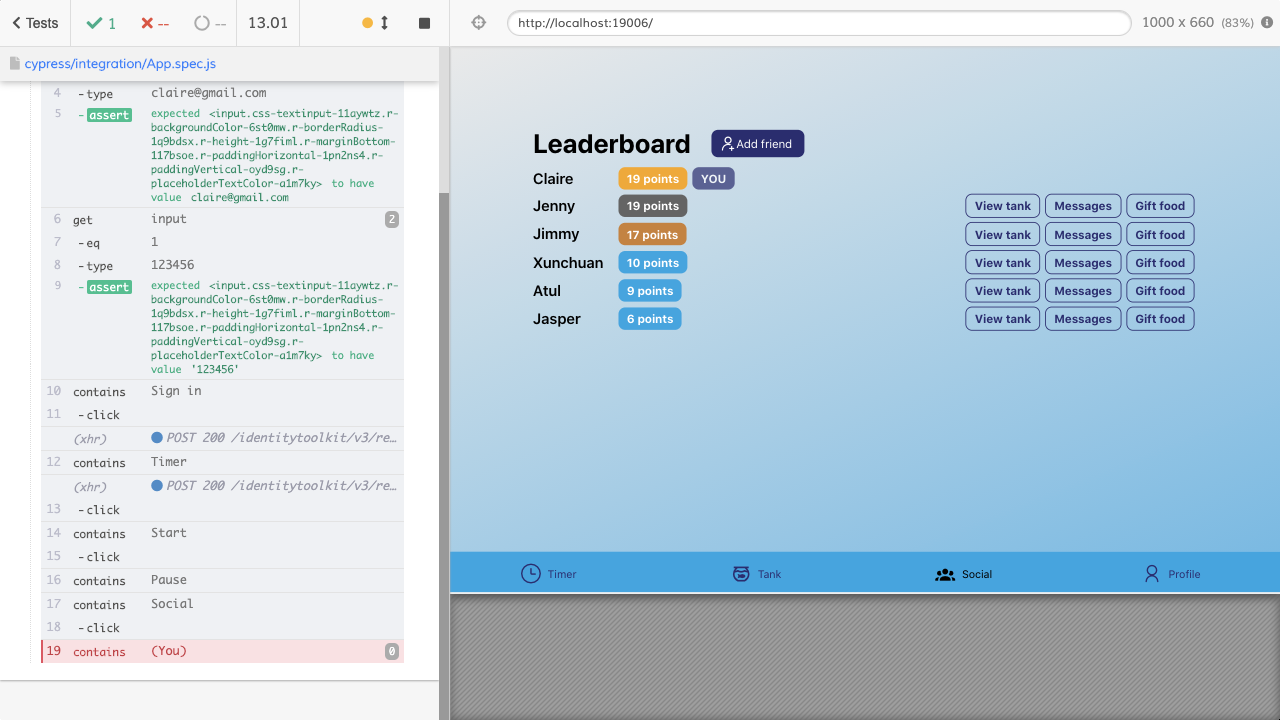 Tests
1
--
--
13.01
http://localhost:19006/
1000 x 660 (83%)
cypress/integration/App.spec.js
4 -type claire@gmail.com
5 -assert expected <input.css-textinput-11aywtz.r-
backgroundColor-6st0mw.r-borderRadius-
1q9bdsx.r-height-1g7fiml.r-marginBottom-
117bsoe.r-paddingHorizontal-1pn2ns4.r-
paddingVertical-oyd9sg.r-
placeholderTextColor-a1m7ky> to have
value claire@gmail.com
6 get input 2
7 -eq 1
8 -type 123456
9 -assert expected <input.css-textinput-11aywtz.r-
backgroundColor-6st0mw.r-borderRadius-
1q9bdsx.r-height-1g7fiml.r-marginBottom-
117bsoe.r-paddingHorizontal-1pn2ns4.r-
paddingVertical-oyd9sg.r-
placeholderTextColor-a1m7ky> to have
value '123456'
10 contains Sign in
11 -click
(xhr) POST 200 /identitytoolkit/v3/re…
12 contains Timer
(xhr) POST 200 /identitytoolkit/v3/re…
13 -click
14 contains Start
15 -click
16 contains Pause
17 contains Social
18 -click
19 contains (You) 0
Leaderboard Add friend
Claire 19 points YOU
Jenny 19 points View tank Messages Gift food
Jimmy 17 points View tank Messages Gift food
Xunchuan 10 points View tank Messages Gift food
Atul 9 points View tank Messages Gift food
Jasper 6 points View tank Messages Gift food
Timer Tank Social Profile